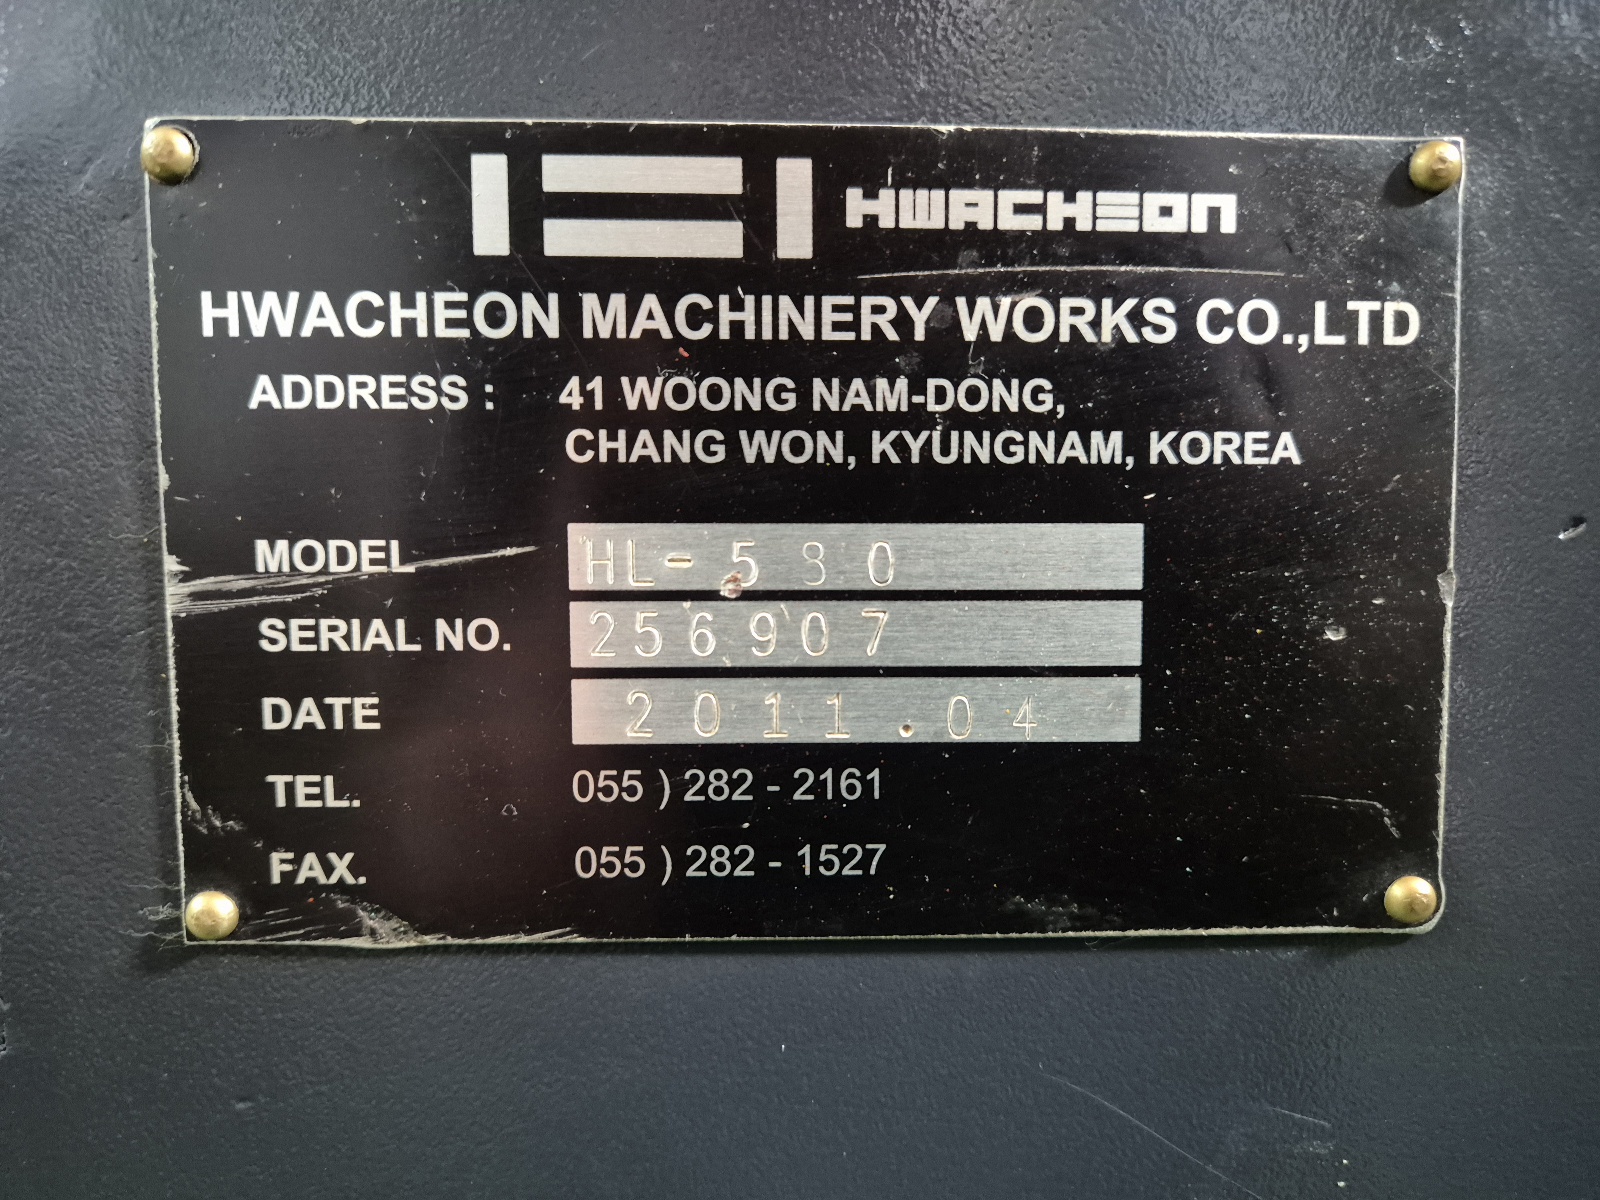 HWACHEON
HWACHEON MACHINERY WORKS CO.,LTD
ADDRESS : 41 WOONG NAM-DONG,
CHANG WON, KYUNGNAM, KOREA
MODEL HL-580
SERIAL NO. 256907
DATE 2011.04
TEL. 055 ) 282 - 2161
FAX. 055 ) 282 - 1527